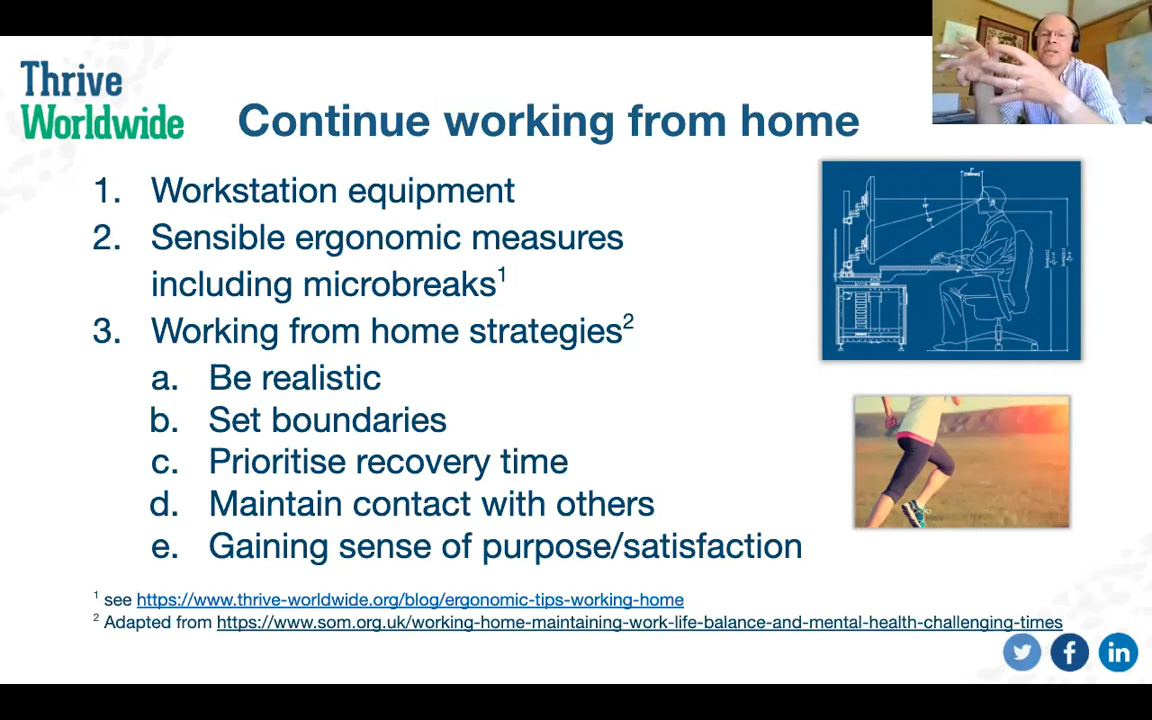 Thrive
Worldwide
Continue working from home
1. Workstation equipment
2. Sensible ergonomic measures
including microbreaks1
3. Working from home strategies2
a. Be realistic
b. Set boundaries
c. Prioritise recovery time
d. Maintain contact with others
e. Gaining sense of purpose/satisfaction
1 see https://www.thrive-worldwide.org/blog/ergonomic-tips-working-home
2 Adapted from https://www.som.org.uk/working-home-maintaining-work-life-balance-and-mental-health-challenging-times